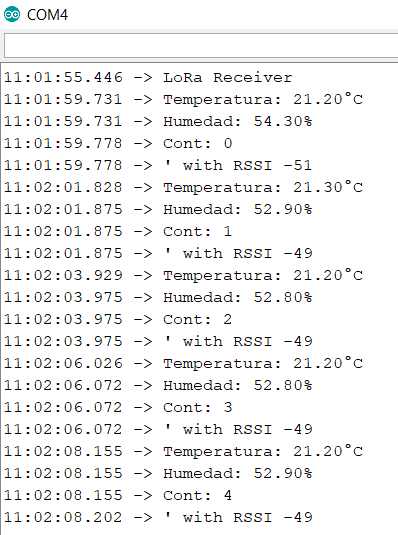 COM4
11:01:55.446 -> LoRa Receiver
11:01:59.731 -> Temperatura: 21.20°C
11:01:59.731 -> Humedad: 54.30%
11:01:59.778 -> Cont: 0
11:01:59.778 -> ' with RSSI -51
11:02:01.828 -> Temperatura: 21.30°C
11:02:01.875 -> Humedad: 52.90%
11:02:01.875 -> Cont: 1
11:02:01.875 -> ' with RSSI -49
11:02:03.929 -> Temperatura: 21.20°C
11:02:03.975 -> Humedad: 52.80%
11:02:03.975 -> Cont: 2
11:02:03.975 -> ' with RSSI -49
11:02:06.026 -> Temperatura: 21.20°C
11:02:06.072 -> Humedad: 52.80%
11:02:06.072 -> Cont: 3
11:02:06.072 -> ' with RSSI -49
11:02:08.155 -> Temperatura: 21.20°C
11:02:08.155 -> Humedad: 52.90%
11:02:08.155 -> Cont: 4
11:02:08.202 -> ' with RSSI -49